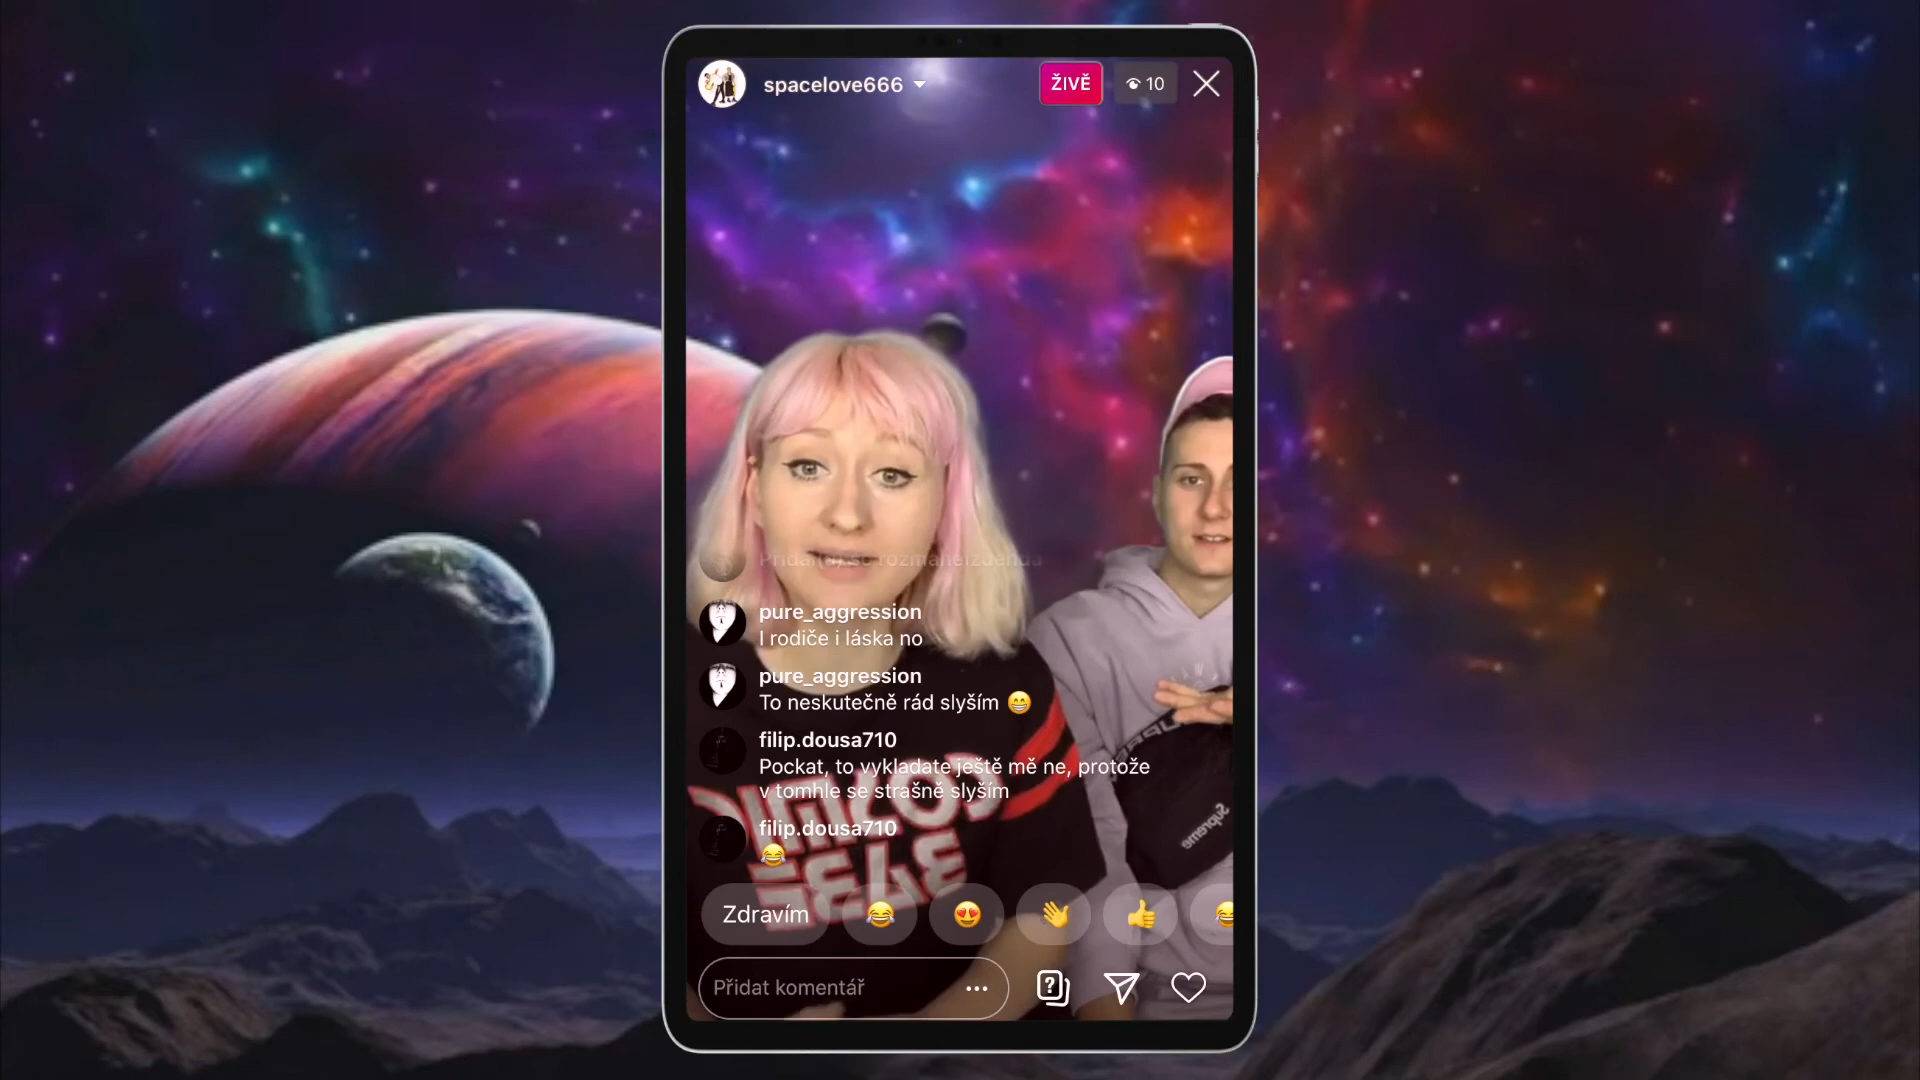 spacelove666
ŽIVĚ
10
pure_aggression
I rodiče i láska no
pure_aggression
To neskutečně rád slyším 😁
filip.dousa710
Pockat, to vykladate ještě mě ne, protože
v tomhle se strašně slyším
filip.dousa710
😂
Supreme
Zdravím 😂 😍 👋 👍 😂
Přidat komentář ...